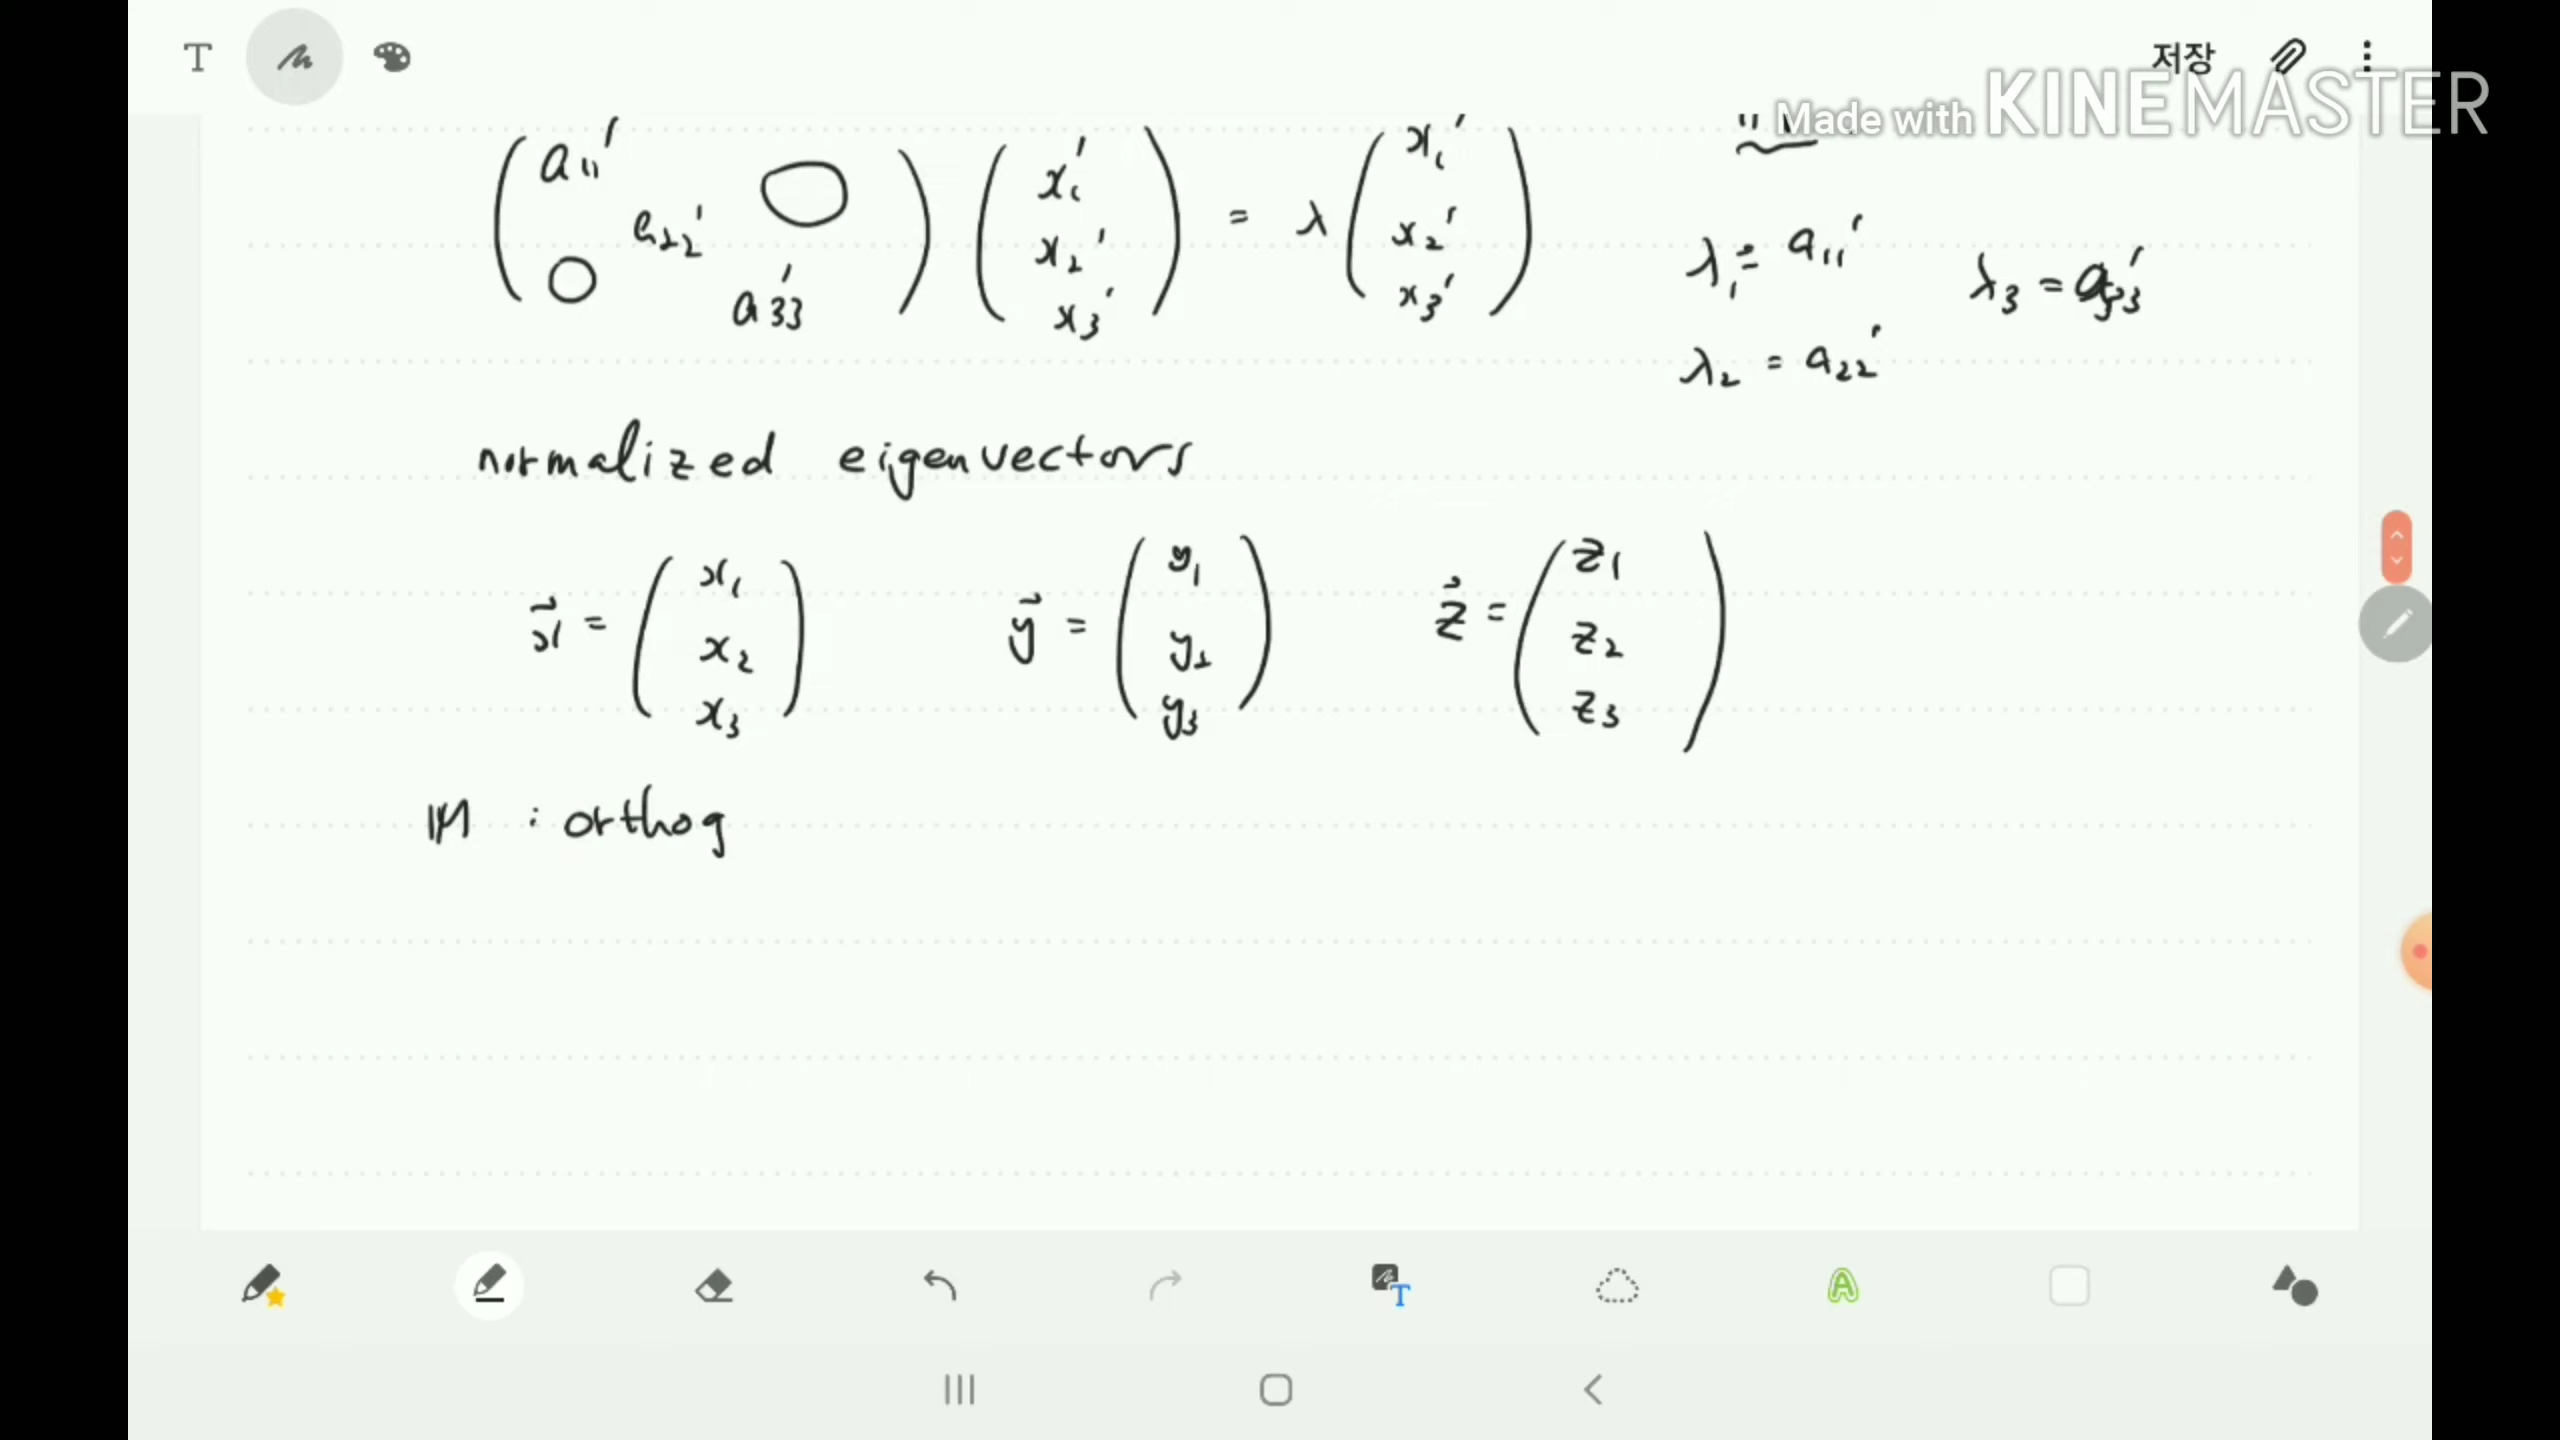 T 저장
Made with KINEMASTER
( a11′ a22′ a33′ 0 0 ) ( x1′ x2′ x3′ ) = λ ( x1′ x2′ x3′ )
λ1 = a11′ λ3 = a33′
λ2 = a22′
normalized eigenvectors
x⃗ = ( x1 x2 x3 ) y⃗ = ( y1 y2 y3 ) z⃗ = ( z1 z2 z3 )
M : orthog
T A